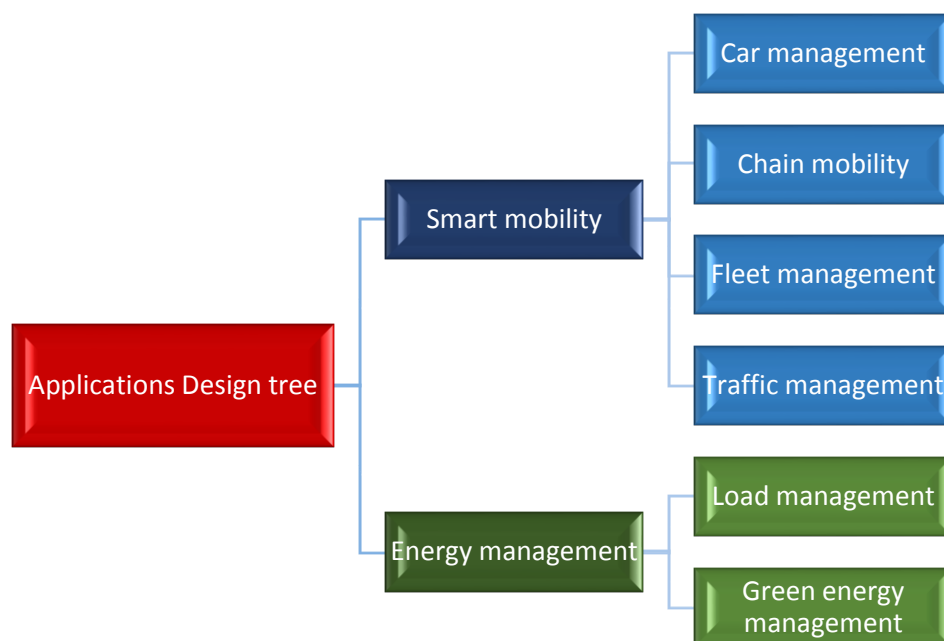 Car management
Chain mobility
Smart mobility
Fleet management
Applications Design tree
Traffic management
Load management
Energy management
Green energy
management